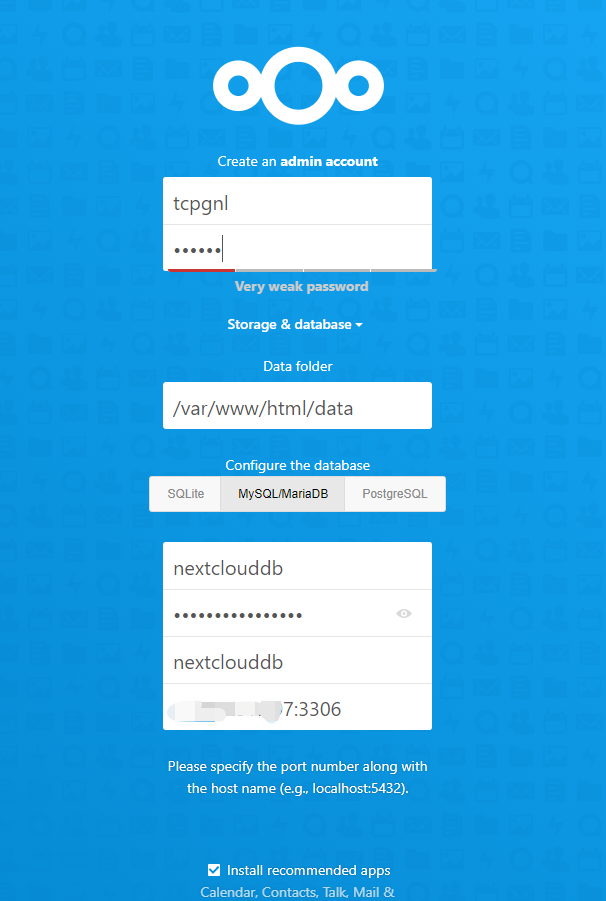 Create an admin account
tcpgnl
••••••
Very weak password
Storage & database
Data folder
/var/www/html/data
Configure the database
SQLite MySQL/MariaDB PostgreSQL
nextclouddb
••••••••••••••••
nextclouddb
7:3306
Please specify the port number along with
the host name (e.g., localhost:5432).
Install recommended apps
Calendar, Contacts, Talk, Mail &